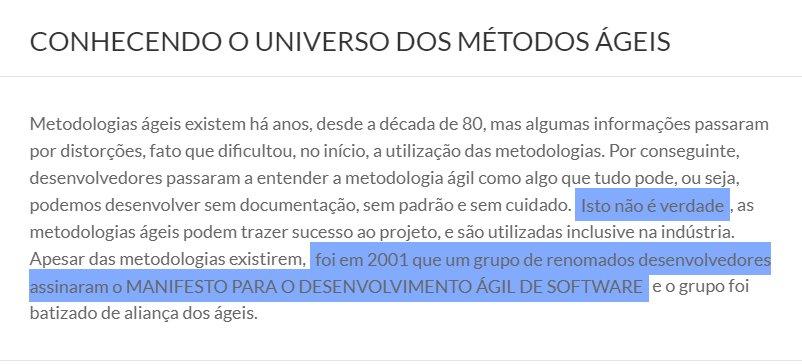 CONHECENDO O UNIVERSO DOS MÉTODOS ÁGEIS
Metodologias ágeis existem há anos, desde a década de 80, mas algumas informações passaram
por distorções, fato que dificultou, no início, a utilização das metodologias. Por conseguinte,
desenvolvedores passaram a entender a metodologia ágil como algo que tudo pode, ou seja,
podemos desenvolver sem documentação, sem padrão e sem cuidado. Isto não é verdade , as
metodologias ágeis podem trazer sucesso ao projeto, e são utilizadas inclusive na indústria.
Apesar das metodologias existirem, foi em 2001 que um grupo de renomados desenvolvedores
assinaram o MANIFESTO PARA O DESENVOLVIMENTO ÁGIL DE SOFTWARE e o grupo foi
batizado de aliança dos ágeis.